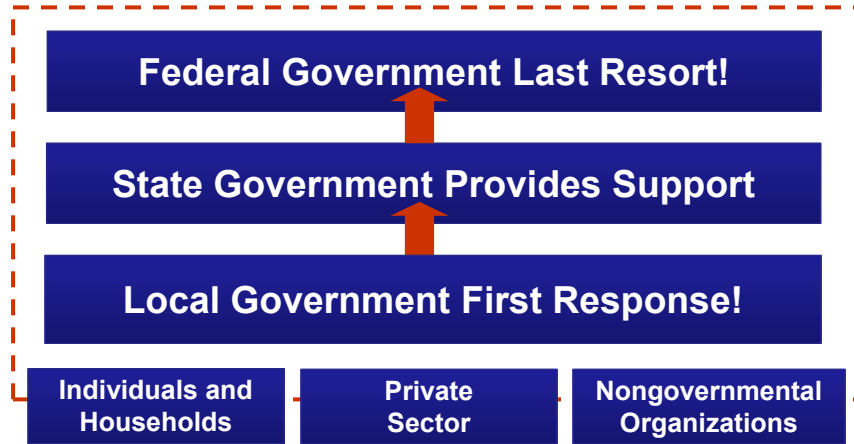 Federal Government Last Resort!
State Government Provides Support
Local Government First Response!
Individuals and
Households
Private
Sector
Nongovernmental
Organizations